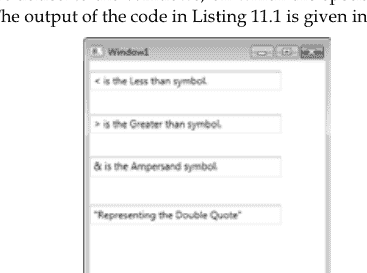 The output of the code in Listing 11.1 is given in
Window1
< is the Less than symbol.
> is the Greater than symbol.
& is the Ampersand symbol.
"Representing the Double Quote"